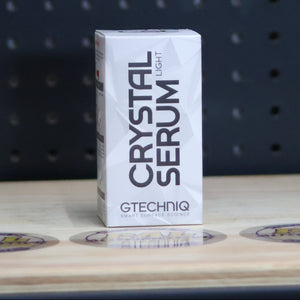 CRYSTAL
SERUM
LIGHT
GTECHNIQ
SMART SURFACE SCIENCE